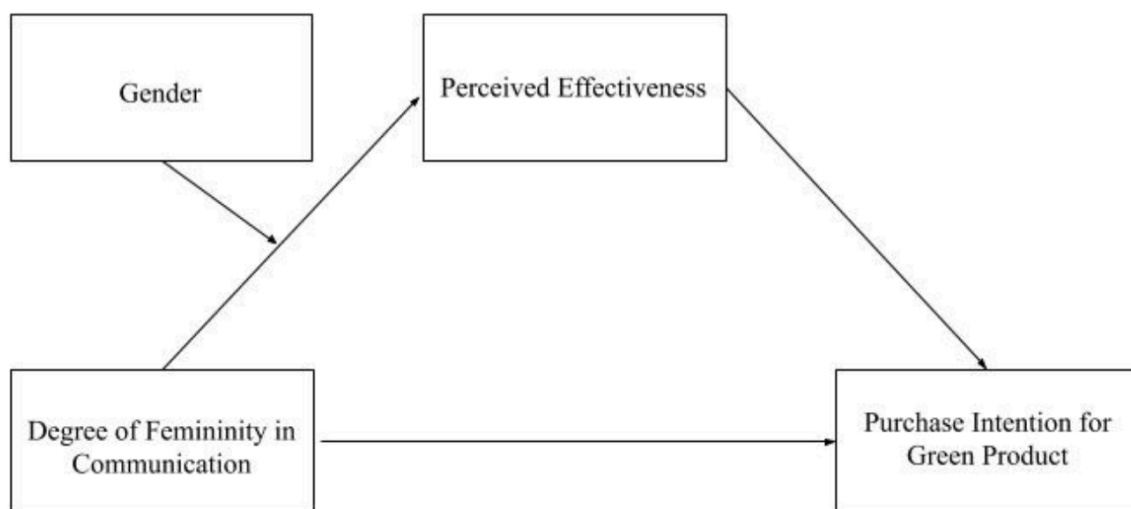 Gender
Perceived Effectiveness
Degree of Femininity in
Communication
Purchase Intention for
Green Product